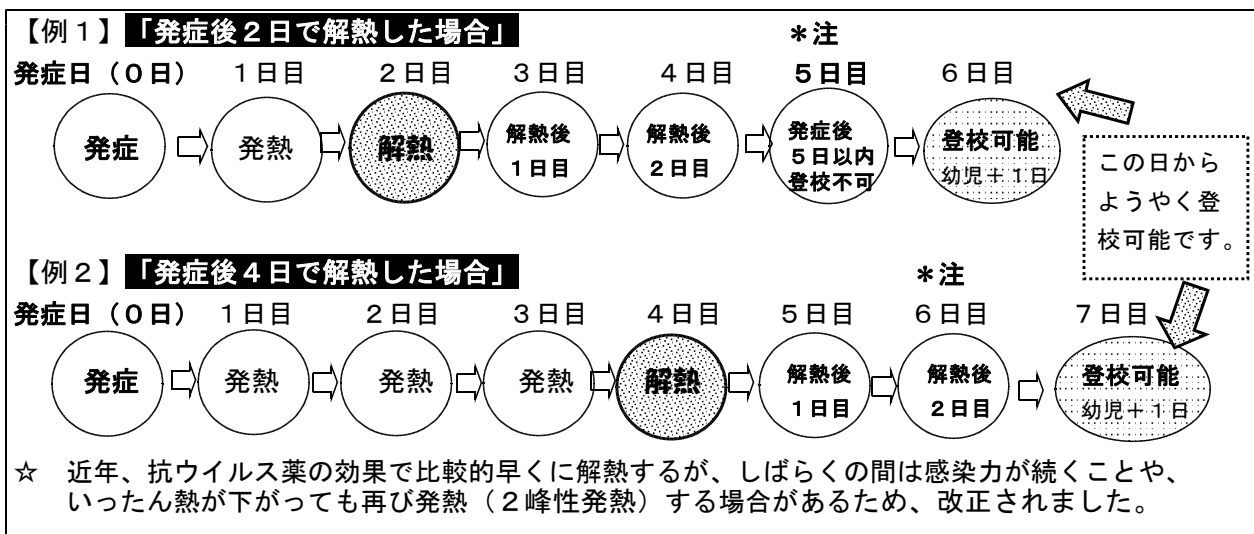 【例１】「発症後２日で解熱した場合」 ＊注
発症日（０日） １日目 ２日目 ３日目 ４日目 ５日目 ６日目
発症 発熱 解熱 解熱後 １日目 解熱後 ２日目 発症後 ５日以内 登校不可 登校可能 幼児＋１日
この日から
ようやく登
校可能です。
【例２】「発症後４日で解熱した場合」 ＊注
発症日（０日） １日目 ２日目 ３日目 ４日目 ５日目 ６日目 ７日目
発症 発熱 発熱 発熱 解熱 解熱後 １日目 解熱後 ２日目 登校可能 幼児＋１日
☆ 近年、抗ウイルス薬の効果で比較的早くに解熱するが、しばらくの間は感染力が続くことや、
いったん熱が下がっても再び発熱（２峰性発熱）する場合があるため、改正されました。